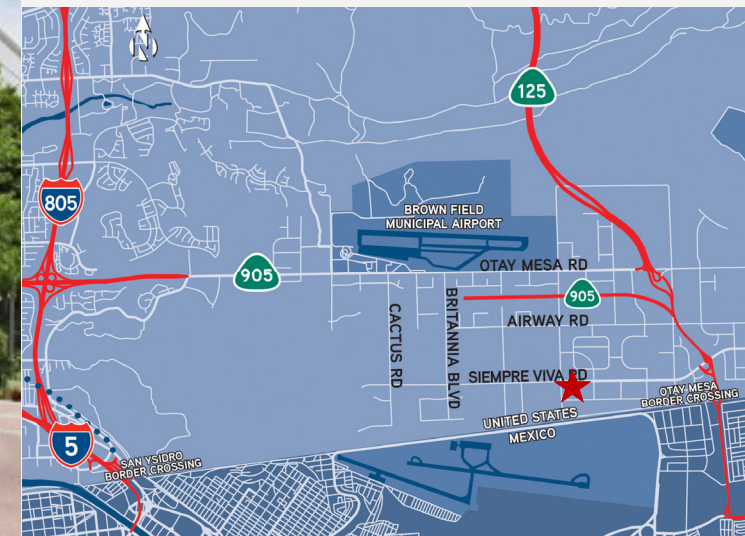 N
125
805
BROWN FIELD
MUNICIPAL AIRPORT
OTAY MESA RD
905
905
CACTUS RD
BRITANNIA BLVD
AIRWAY RD
SIEMPRE VIVA RD
OTAY MESA
BORDER CROSSING
UNITED STATES
MEXICO
5
SAN YSIDRO
BORDER CROSSING